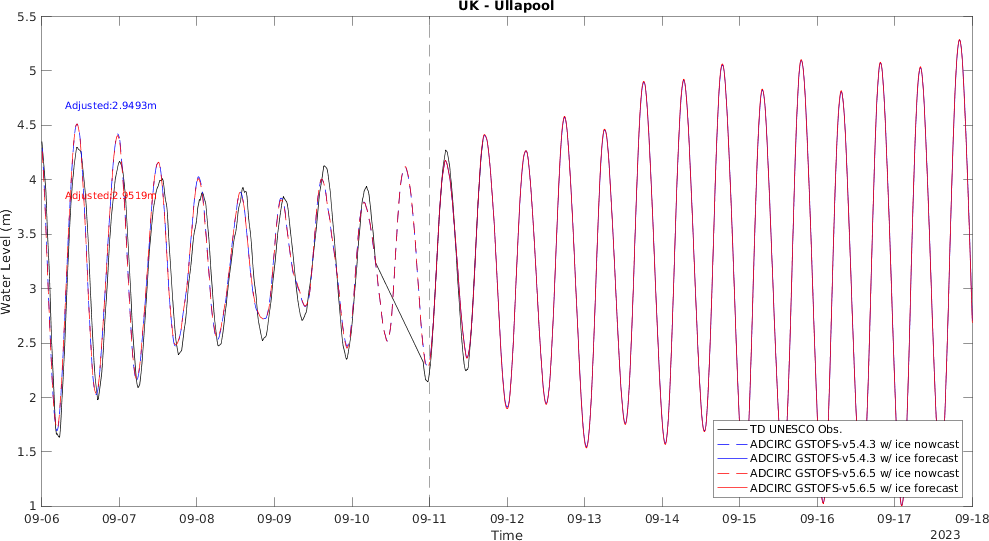 UK - Ullapool
5.5
5
4.5
4
3.5
3
2.5
2
1.5
1
Water Level (m)
Adjusted:2.9493m
Adjusted:2.9519m
TD UNESCO Obs.
ADCIRC GSTOFS-v5.4.3 w/ ice nowcast
ADCIRC GSTOFS-v5.4.3 w/ ice forecast
ADCIRC GSTOFS-v5.6.5 w/ ice nowcast
ADCIRC GSTOFS-v5.6.5 w/ ice forecast
09-06 09-07 09-08 09-09 09-10 09-11 09-12 09-13 09-14 09-15 09-16 09-17 09-18
Time
2023